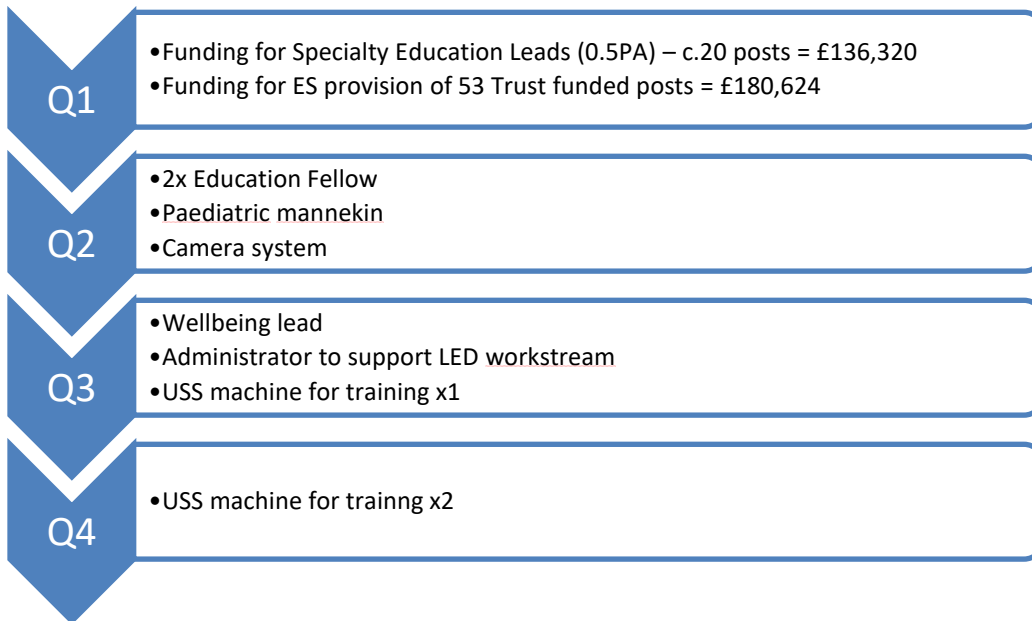 Q1
•Funding for Specialty Education Leads (0.5PA) – c.20 posts = £136,320
•Funding for ES provision of 53 Trust funded posts = £180,624
Q2
•2x Education Fellow
•Paediatric mannekin
•Camera system
Q3
•Wellbeing lead
•Administrator to support LED workstream
•USS machine for training x1
Q4
•USS machine for trainng x2